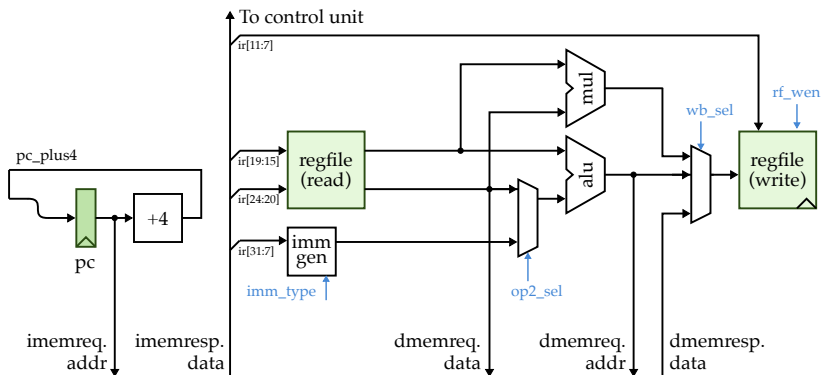 To control unit
ir[11:7]
mul
wb_sel
rf_wen
pc_plus4
ir[19:15]
regfile
(read)
alu
regfile
(write)
ir[24:20]
+4
pc
ir[31:7]
imm
gen
imm_type
op2_sel
imemreq.
addr
imemresp.
data
dmemreq.
data
dmemreq.
addr
dmemresp.
data